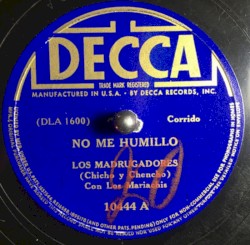 DECCA
TRADE MARK REGISTERED
MANUFACTURED IN U.S.A. - BY DECCA RECORDS, INC.
(DLA 1600) Corrido
NO ME HUMILLO
LOS MADRUGADORES
(Chicho y Chencho)
Con Los Mariachis
10444 A